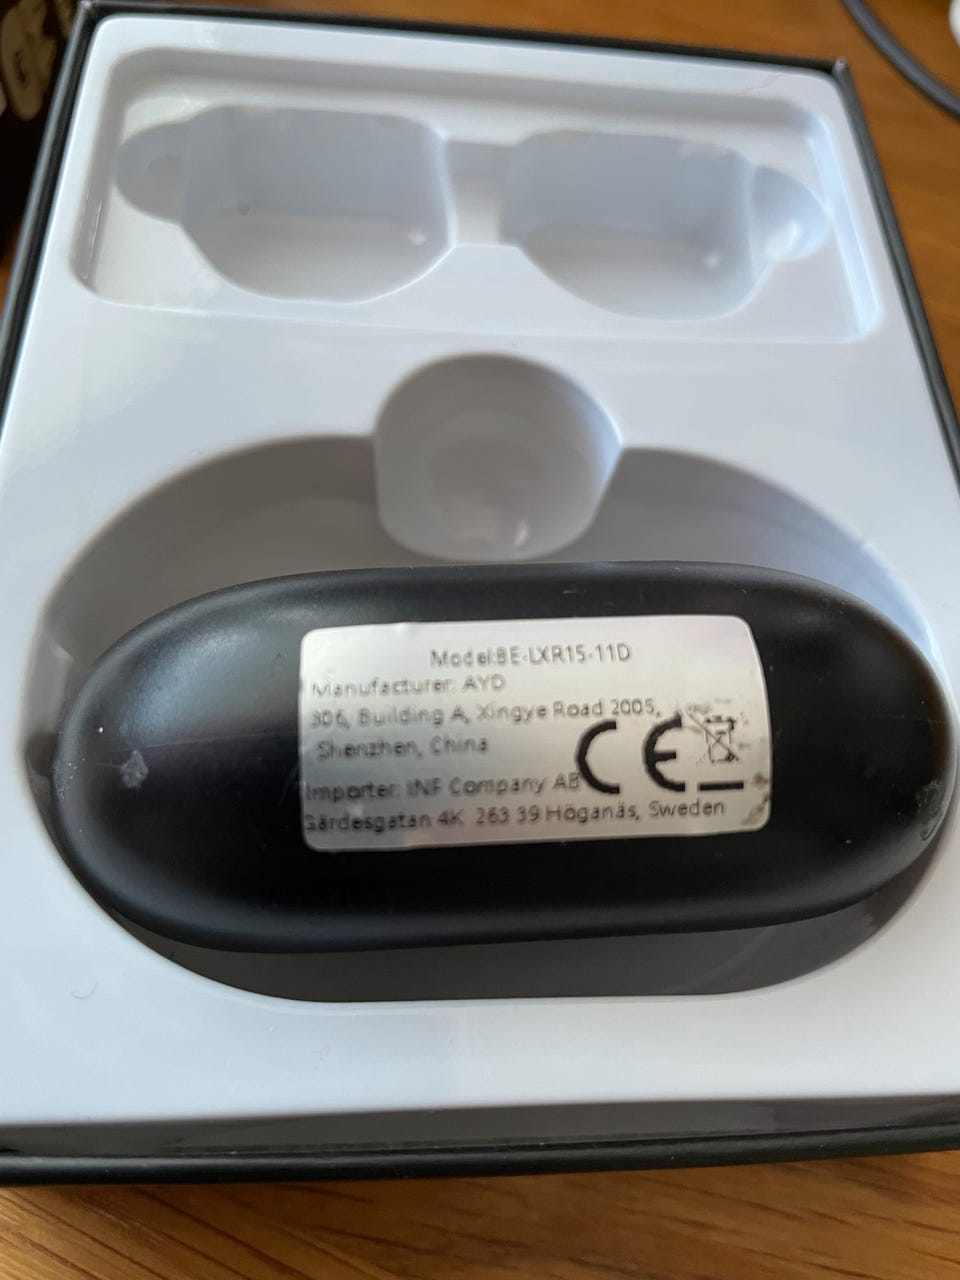 Model:BE-LXR15-11D
Manufacturer: AYD
306, Building A, Xingye Road 2005,
Shenzhen, China
CE
Importer: INF Company AB
Gärdesgatan 4K 263 39 Höganäs, Sweden